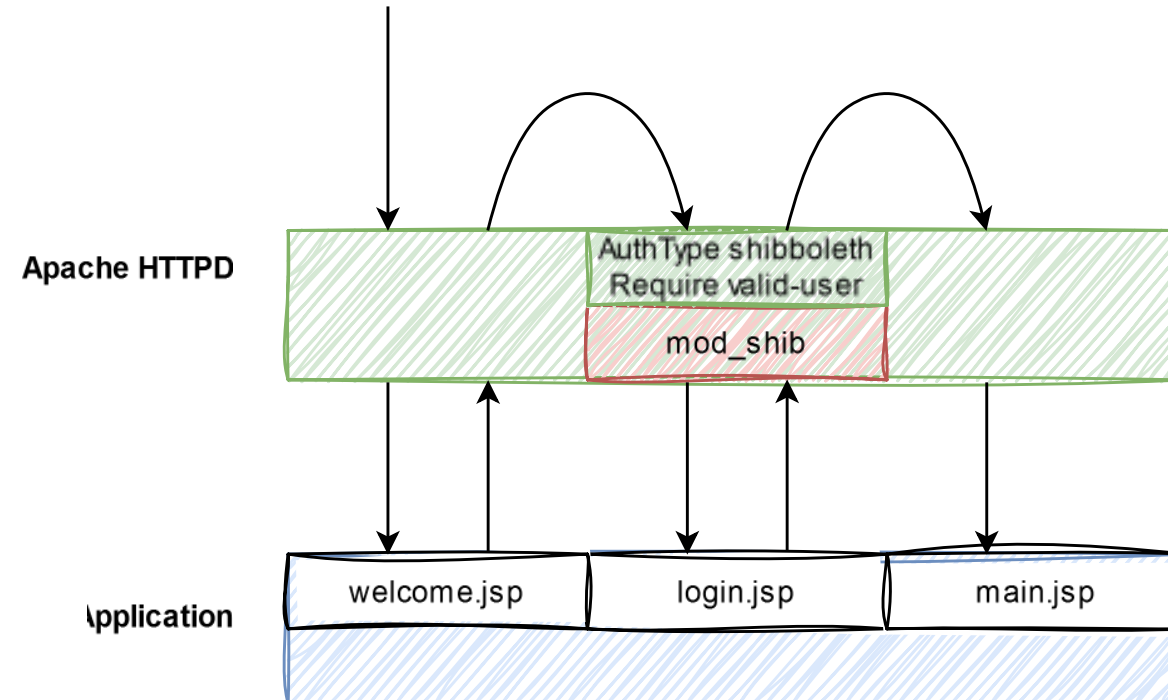 AuthType shibboleth
Apache HTTPD
Require valid-user
mod_shib
welcome.jsp
login.jsp
main.jsp
Application